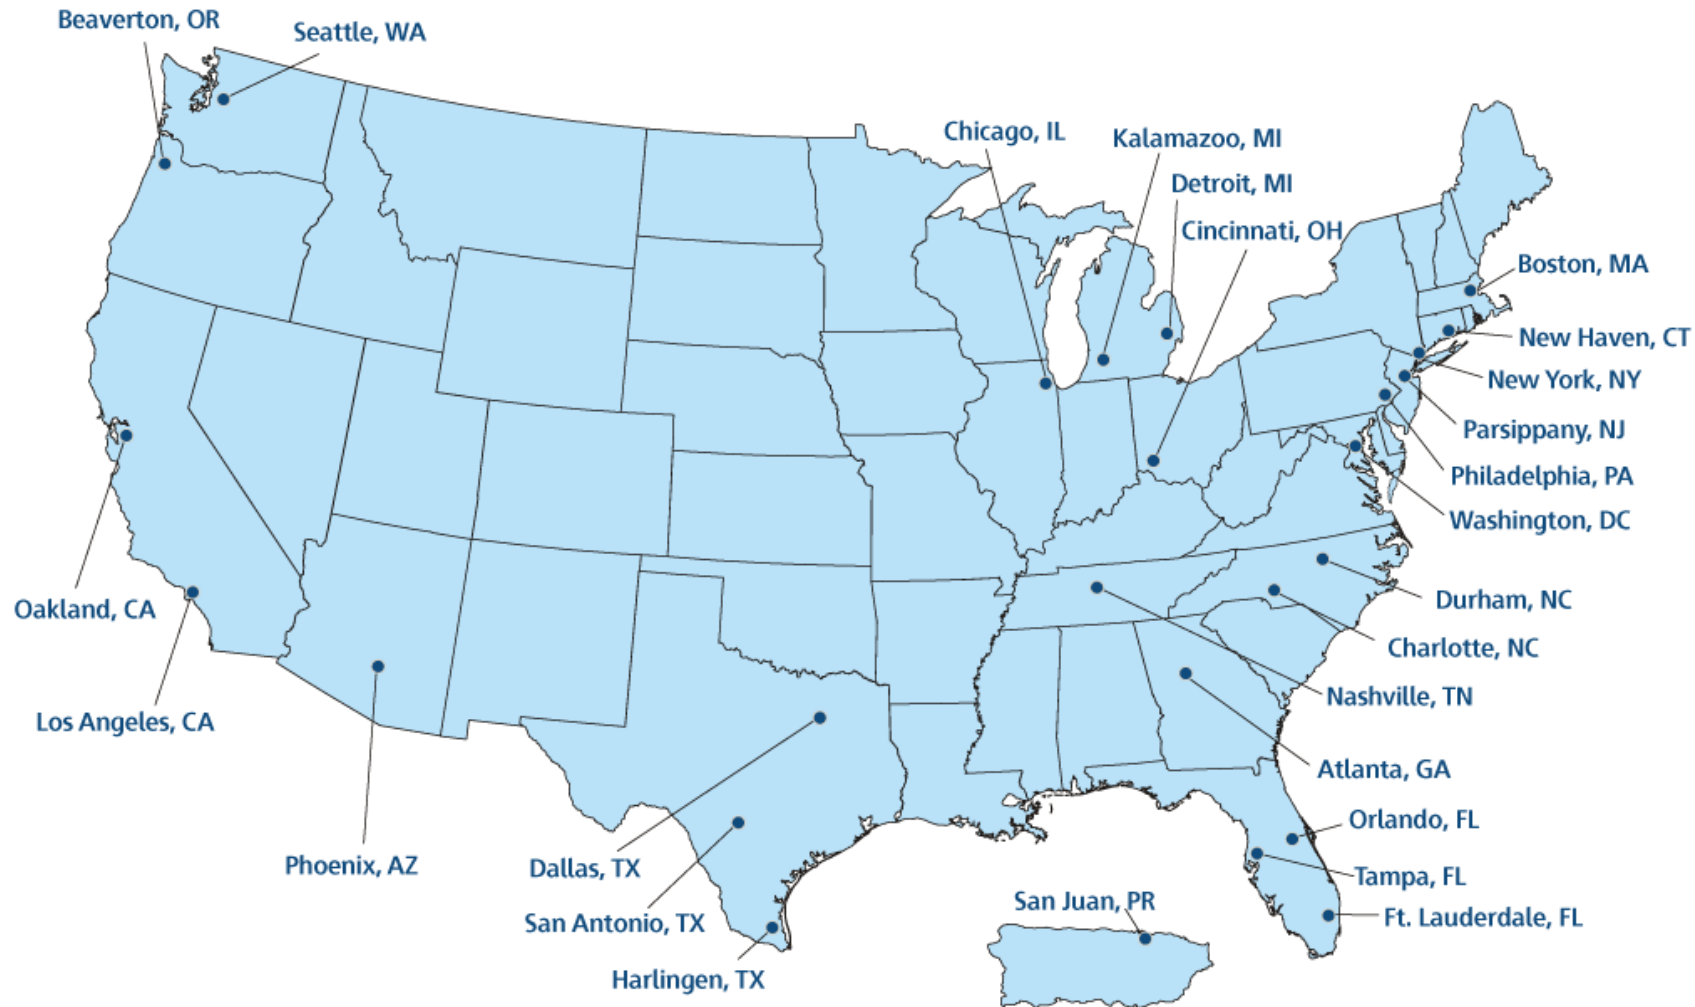 Beaverton, OR
Seattle, WA
Chicago, IL
Kalamazoo, MI
Detroit, MI
Cincinnati, OH
Boston, MA
New Haven, CT
New York, NY
Parsippany, NJ
Philadelphia, PA
Washington, DC
Oakland, CA
Durham, NC
Charlotte, NC
Nashville, TN
Los Angeles, CA
Atlanta, GA
Orlando, FL
Phoenix, AZ
Dallas, TX
Tampa, FL
San Juan, PR
Ft. Lauderdale, FL
San Antonio, TX
Harlingen, TX